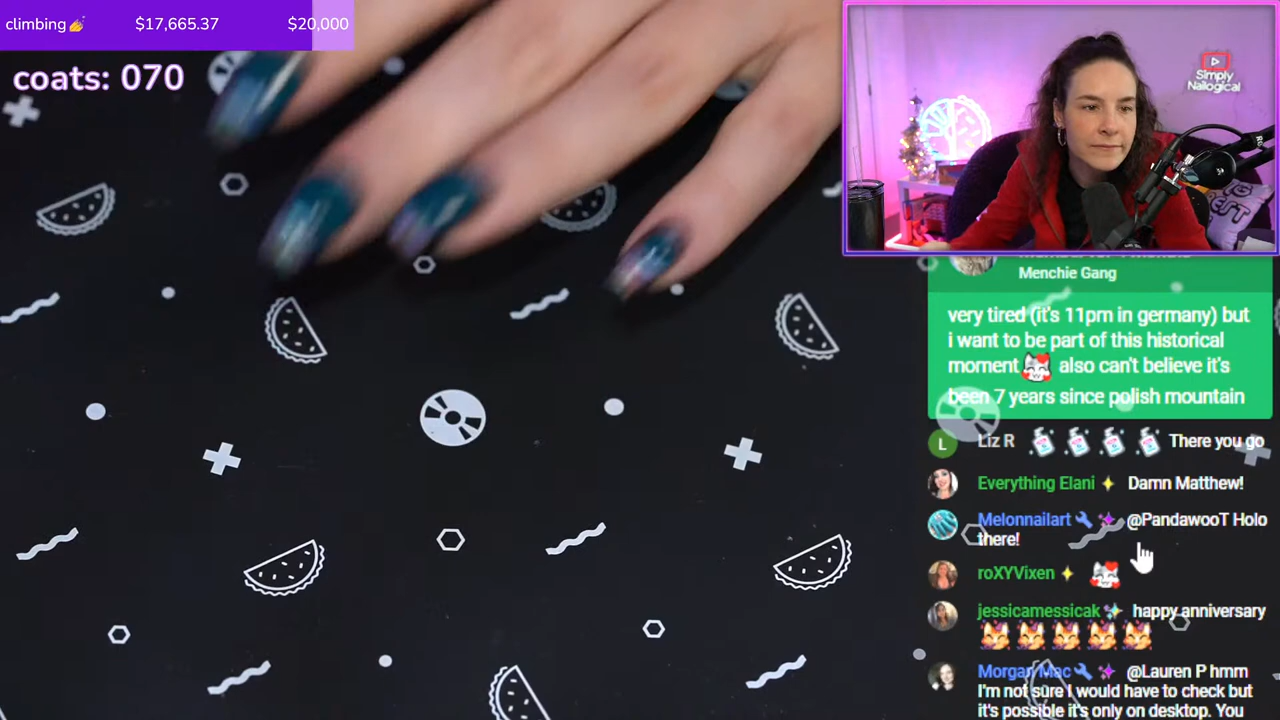 climbing💅 $17,665.37 $20,000
coats: 070
Simply
Nailogical
Menchie Gang
very tired (it's 11pm in germany) but
i want to be part of this historical
moment also can't believe it's
been 7 years since polish mountain
L Liz R There you go
Everything Elani Damn Matthew!
Melonnailart @PandawooT Holo
there!
roXYVixen
jessicamessicak happy anniversary
Morgan Mac @Lauren P hmm
I'm not sure I would have to check but
it's possible it's only on desktop. You